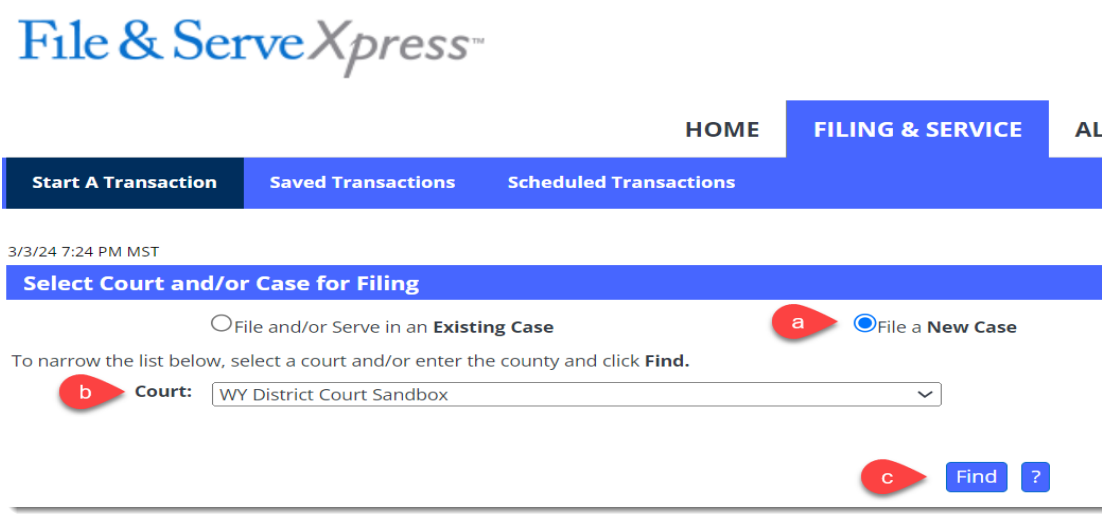 File & ServeXpress™
HOME FILING & SERVICE AL
Start A Transaction Saved Transactions Scheduled Transactions
3/3/24 7:24 PM MST
Select Court and/or Case for Filing
File and/or Serve in an Existing Case a File a New Case
To narrow the list below, select a court and/or enter the county and click Find.
b Court: WY District Court Sandbox
c Find ?